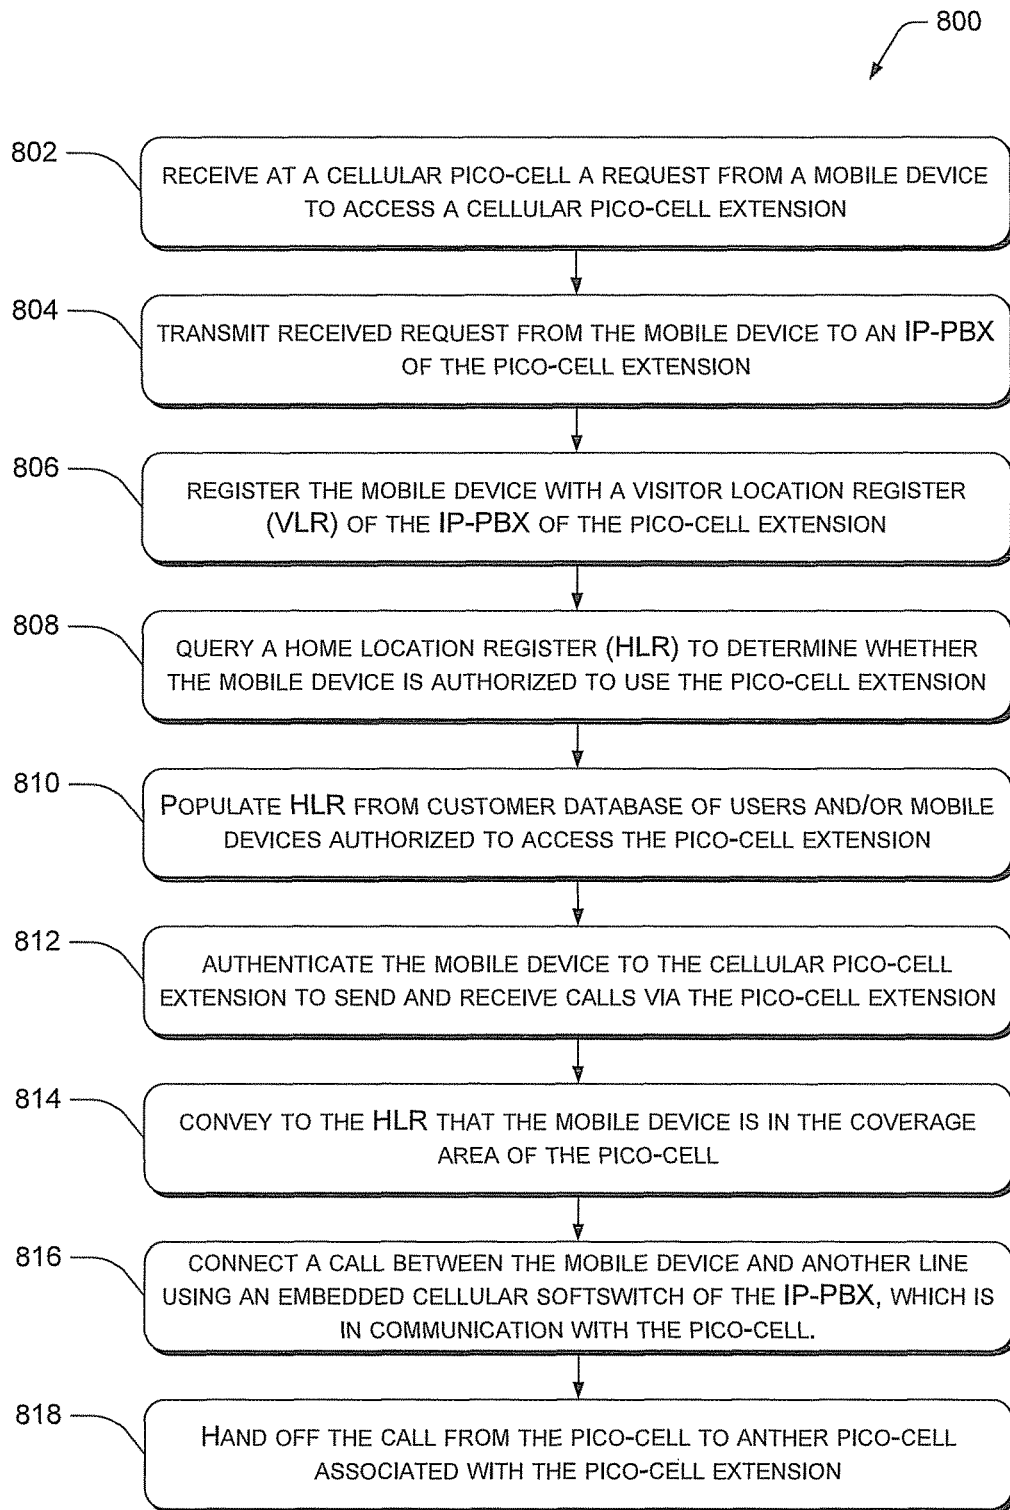 800
802
RECEIVE AT A CELLULAR PICO-CELL A REQUEST FROM A MOBILE DEVICE
TO ACCESS A CELLULAR PICO-CELL EXTENSION
804
TRANSMIT RECEIVED REQUEST FROM THE MOBILE DEVICE TO AN IP-PBX
OF THE PICO-CELL EXTENSION
806
REGISTER THE MOBILE DEVICE WITH A VISITOR LOCATION REGISTER
(VLR) OF THE IP-PBX OF THE PICO-CELL EXTENSION
808
QUERY A HOME LOCATION REGISTER (HLR) TO DETERMINE WHETHER
THE MOBILE DEVICE IS AUTHORIZED TO USE THE PICO-CELL EXTENSION
810
POPULATE HLR FROM CUSTOMER DATABASE OF USERS AND/OR MOBILE
DEVICES AUTHORIZED TO ACCESS THE PICO-CELL EXTENSION
812
AUTHENTICATE THE MOBILE DEVICE TO THE CELLULAR PICO-CELL
EXTENSION TO SEND AND RECEIVE CALLS VIA THE PICO-CELL EXTENSION
814
CONVEY TO THE HLR THAT THE MOBILE DEVICE IS IN THE COVERAGE
AREA OF THE PICO-CELL
816
CONNECT A CALL BETWEEN THE MOBILE DEVICE AND ANOTHER LINE
USING AN EMBEDDED CELLULAR SOFTSWITCH OF THE IP-PBX, WHICH IS
IN COMMUNICATION WITH THE PICO-CELL.
818
HAND OFF THE CALL FROM THE PICO-CELL TO ANTHER PICO-CELL
ASSOCIATED WITH THE PICO-CELL EXTENSION